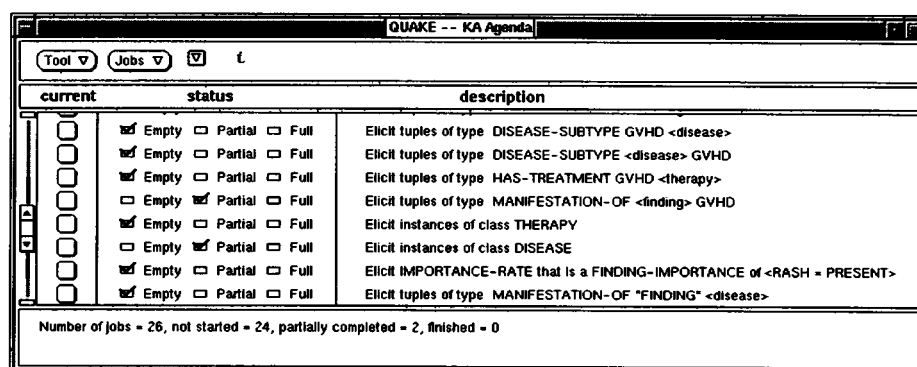 QUAKE -- KA Agenda
Tool Jobs i
current status description
Empty Partial Full Elicit tuples of type DISEASE-SUBTYPE GVHD <disease>
Empty Partial Full Elicit tuples of type DISEASE-SUBTYPE <disease> GVHD
Empty Partial Full Elicit tuples of type HAS-TREATMENT GVHD <therapy>
Empty Partial Full Elicit tuples of type MANIFESTATION-OF <finding> GVHD
Empty Partial Full Elicit instances of class THERAPY
Empty Partial Full Elicit instances of class DISEASE
Empty Partial Full Elicit IMPORTANCE-RATE that is a FINDING-IMPORTANCE of <RASH = PRESENT>
Empty Partial Full Elicit tuples of type MANIFESTATION-OF "FINDING" <disease>
Number of jobs = 26, not started = 24, partially completed = 2, finished = 0